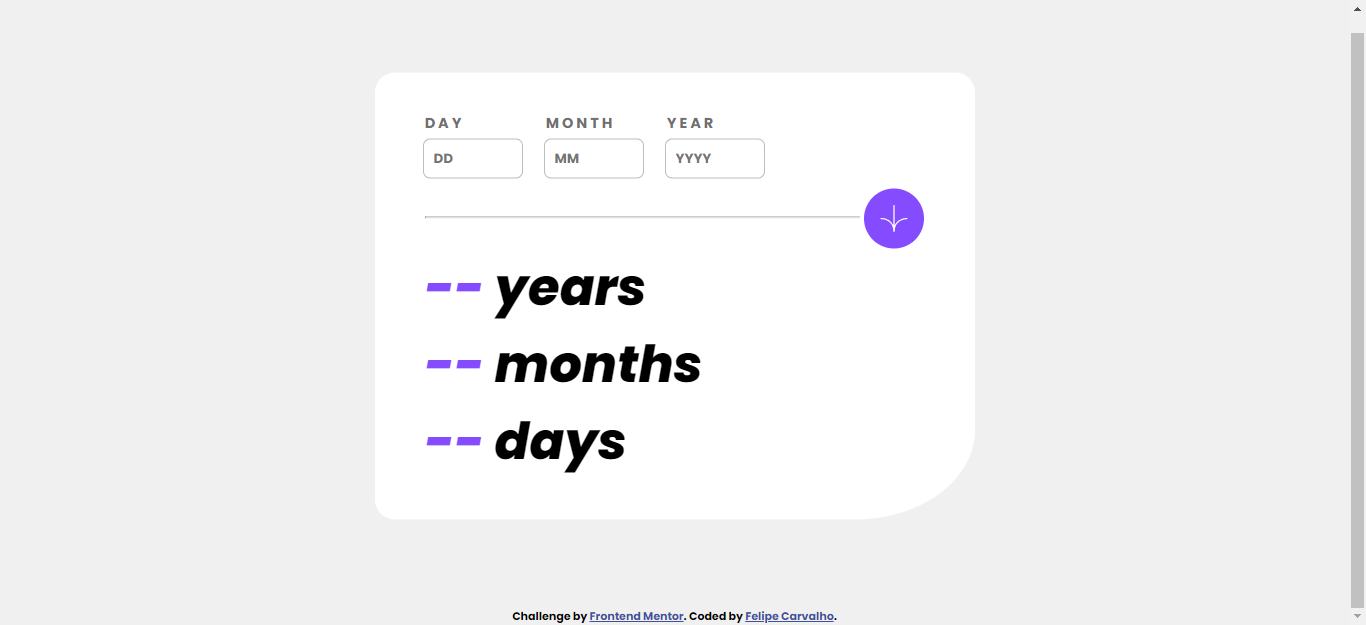 DAY MONTH YEAR
DD MM YYYY
-- years
-- months
-- days
Challenge by Frontend Mentor. Coded by Felipe Carvalho.